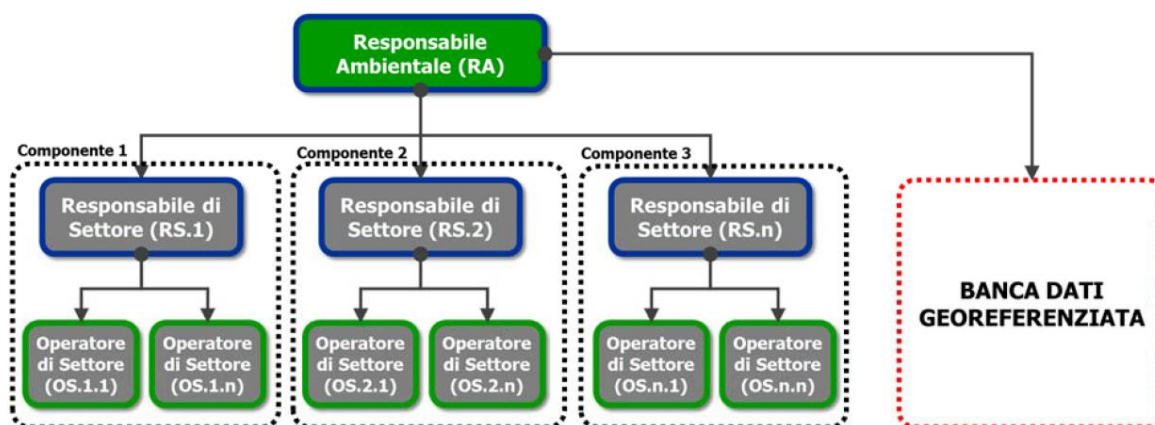 Responsabile
Ambientale (RA)
Componente 1
Responsabile di
Settore (RS.1)
Operatore
di Settore
(OS.1.1)
Operatore
di Settore
(OS.1.n)
Componente 2
Responsabile di
Settore (RS.2)
Operatore
di Settore
(OS.2.1)
Operatore
di Settore
(OS.2.n)
Componente 3
Responsabile di
Settore (RS.n)
Operatore
di Settore
(OS.n.1)
Operatore
di Settore
(OS.n.n)
BANCA DATI
GEOREFERENZIATA